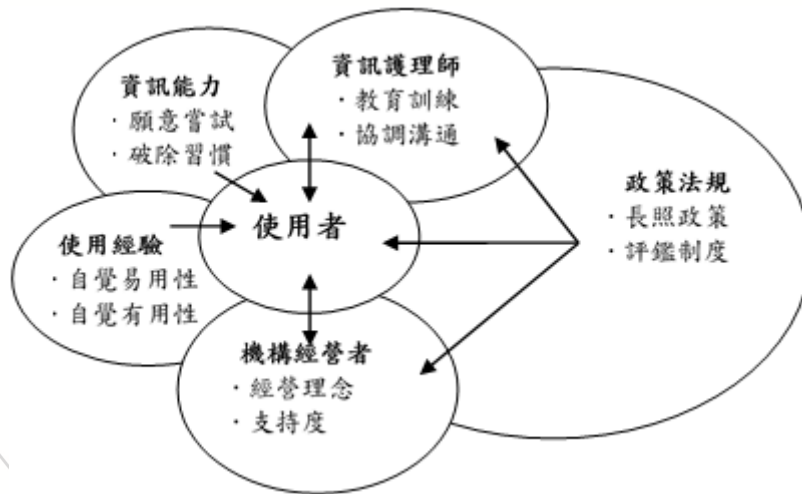 資訊能力
・願意嘗試
・破除習慣
資訊護理師
・教育訓練
・協調溝通
政策法規
・長照政策
・評鑑制度
使用者
使用經驗
・自覺易用性
・自覺有用性
機構經營者
・經營理念
・支持度